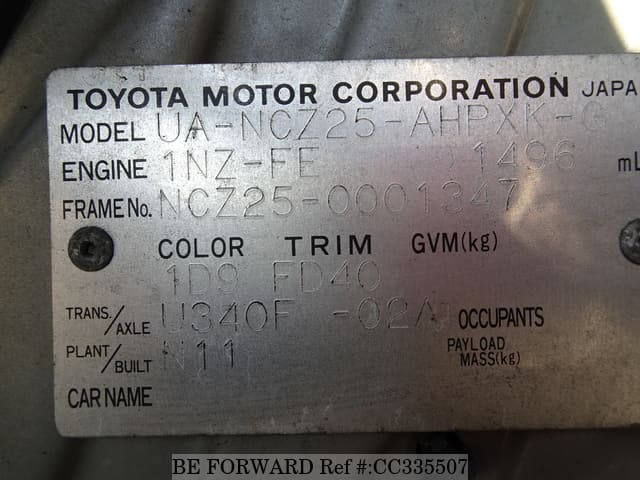 TOYOTA MOTOR CORPORATION JAPA
MODEL UA-NCZ25-AHPXK-G
ENGINE 1NZ-FE 1496 mL
FRAME No. NCZ25-0001347
COLOR TRIM GVM(kg)
1D9 FD40
TRANS./AXLE U340F -02A OCCUPANTS
PLANT/BUILT N11 PAYLOAD MASS(kg)
CAR NAME
BE FORWARD Ref #:CC335507